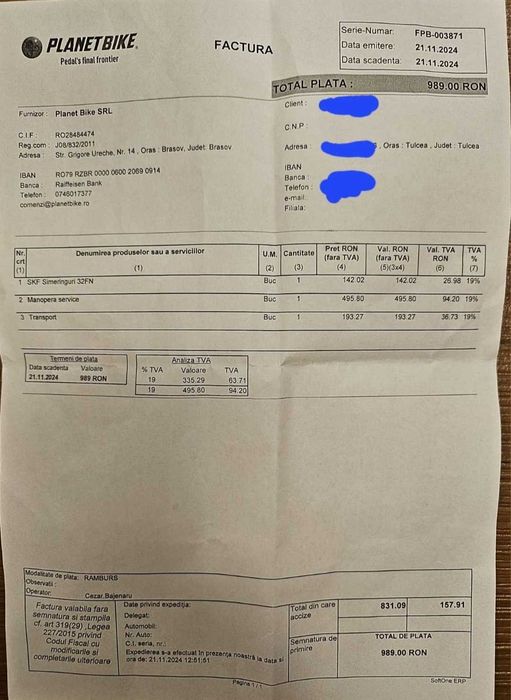 PLANETBIKE.
Pedal's final frontier
FACTURA
Serie-Numar: FPB-003871
Data emitere: 21.11.2024
Data scadenta: 21.11.2024
TOTAL PLATA : 989.00 RON
Furnizor : Planet Bike SRL
C.I.F: RO28484474
Reg.com : J08/832/2011
Adresa : Str. Grigore Ureche, Nr. 14 , Oras : Brasov, Judet: Brasov
IBAN RO79 RZBR 0000 0600 2069 0914
Banca : Raiffeisen Bank
Telefon : 0746017377
comenzi@planetbike.ro
Client :
C.N.P :
Adresa : , Oras : Tulcea , Judet : Tulcea
IBAN
Banca :
Telefon :
e-mail:
Filiala:
Nr. crt (1) Denumirea produselor sau a serviciilor (1) U.M. (2) Cantitate (3) Pret RON (fara TVA) (4) Val. RON (fara TVA) (5)(3x4) Val. TVA RON (6) TVA % (7)
1 SKF Simeringuri 32FN Buc 1 142.02 142.02 26.98 19%
2 Manopera service Buc 1 495.80 495.80 94.20 19%
3 Transport Buc 1 193.27 193.27 36.73 19%
Termeni de plata
Data scadenta Valoare
21.11.2024 989 RON
Analiza TVA
% TVA Valoare TVA
19 335.29 63.71
19 495.80 94.20
Modalitate de plata: RAMBURS
Observatii :
Operator: Cezar.Bajenaru
Factura valabila fara
semnatura si stampila
cf. art 319(29) ,Legea
227/2015 privind
Codul Fiscal cu
modificarile si
completarile ulterioare
Date privind expeditia:
Delegat:
Automobil:
Nr. Auto:
C.I. seria, nr.:
Expedierea s-a efectuat in prezenta noastra la data si
ora de: 21.11.2024 12:51:51
Total din care 831.09 157.91
accize
Semnatura de
primire
TOTAL DE PLATA
989.00 RON
Pagina 1 / 1
SoftOne ERP